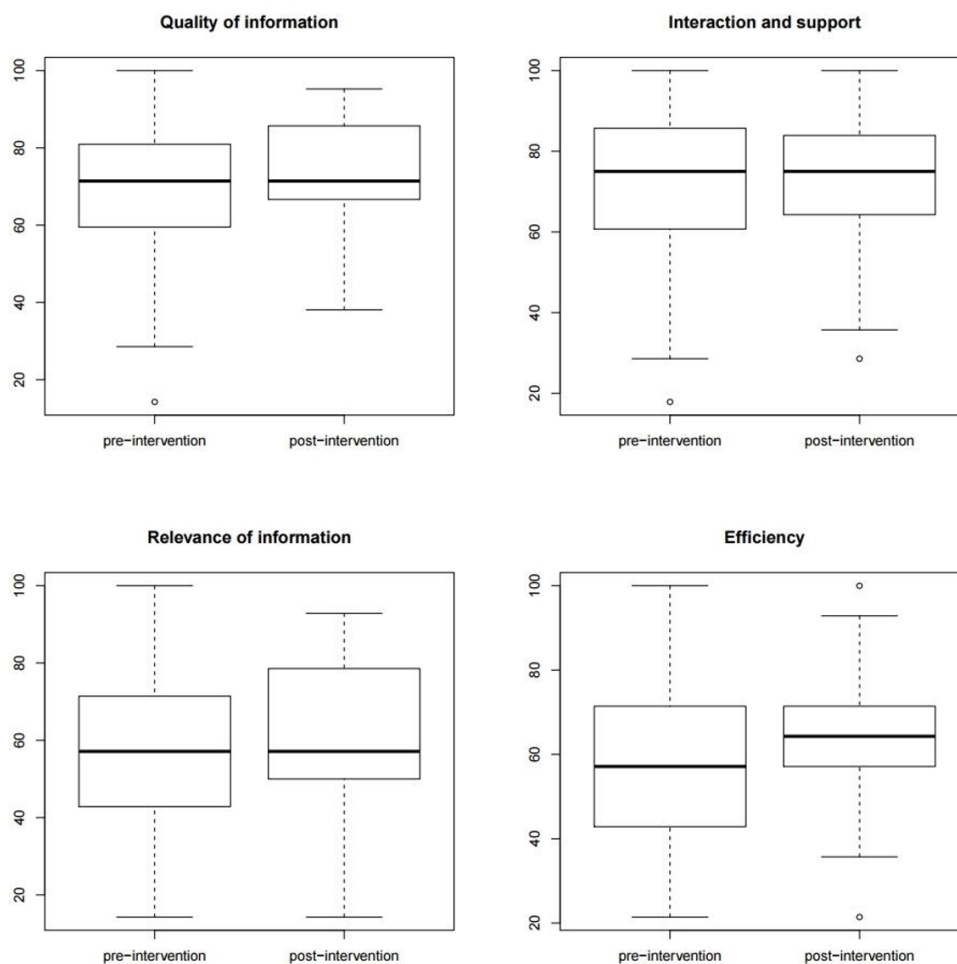 Quality of information
100
80
60
40
20
pre−intervention post−intervention
Interaction and support
100
80
60
40
20
pre−intervention post−intervention
Relevance of information
100
80
60
40
20
pre−intervention post−intervention
Efficiency
100
80
60
40
20
pre−intervention post−intervention